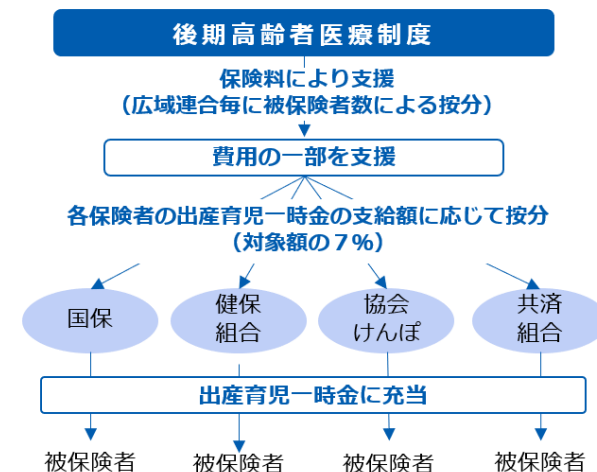 後期高齢者医療制度
保険料により支援
（広域連合毎に被保険者数による按分）
費用の一部を支援
各保険者の出産育児一時金の支給額に応じて按分
（対象額の７％）
国保
健保
組合
協会
けんぽ
共済
組合
出産育児一時金に充当
被保険者
被保険者
被保険者
被保険者